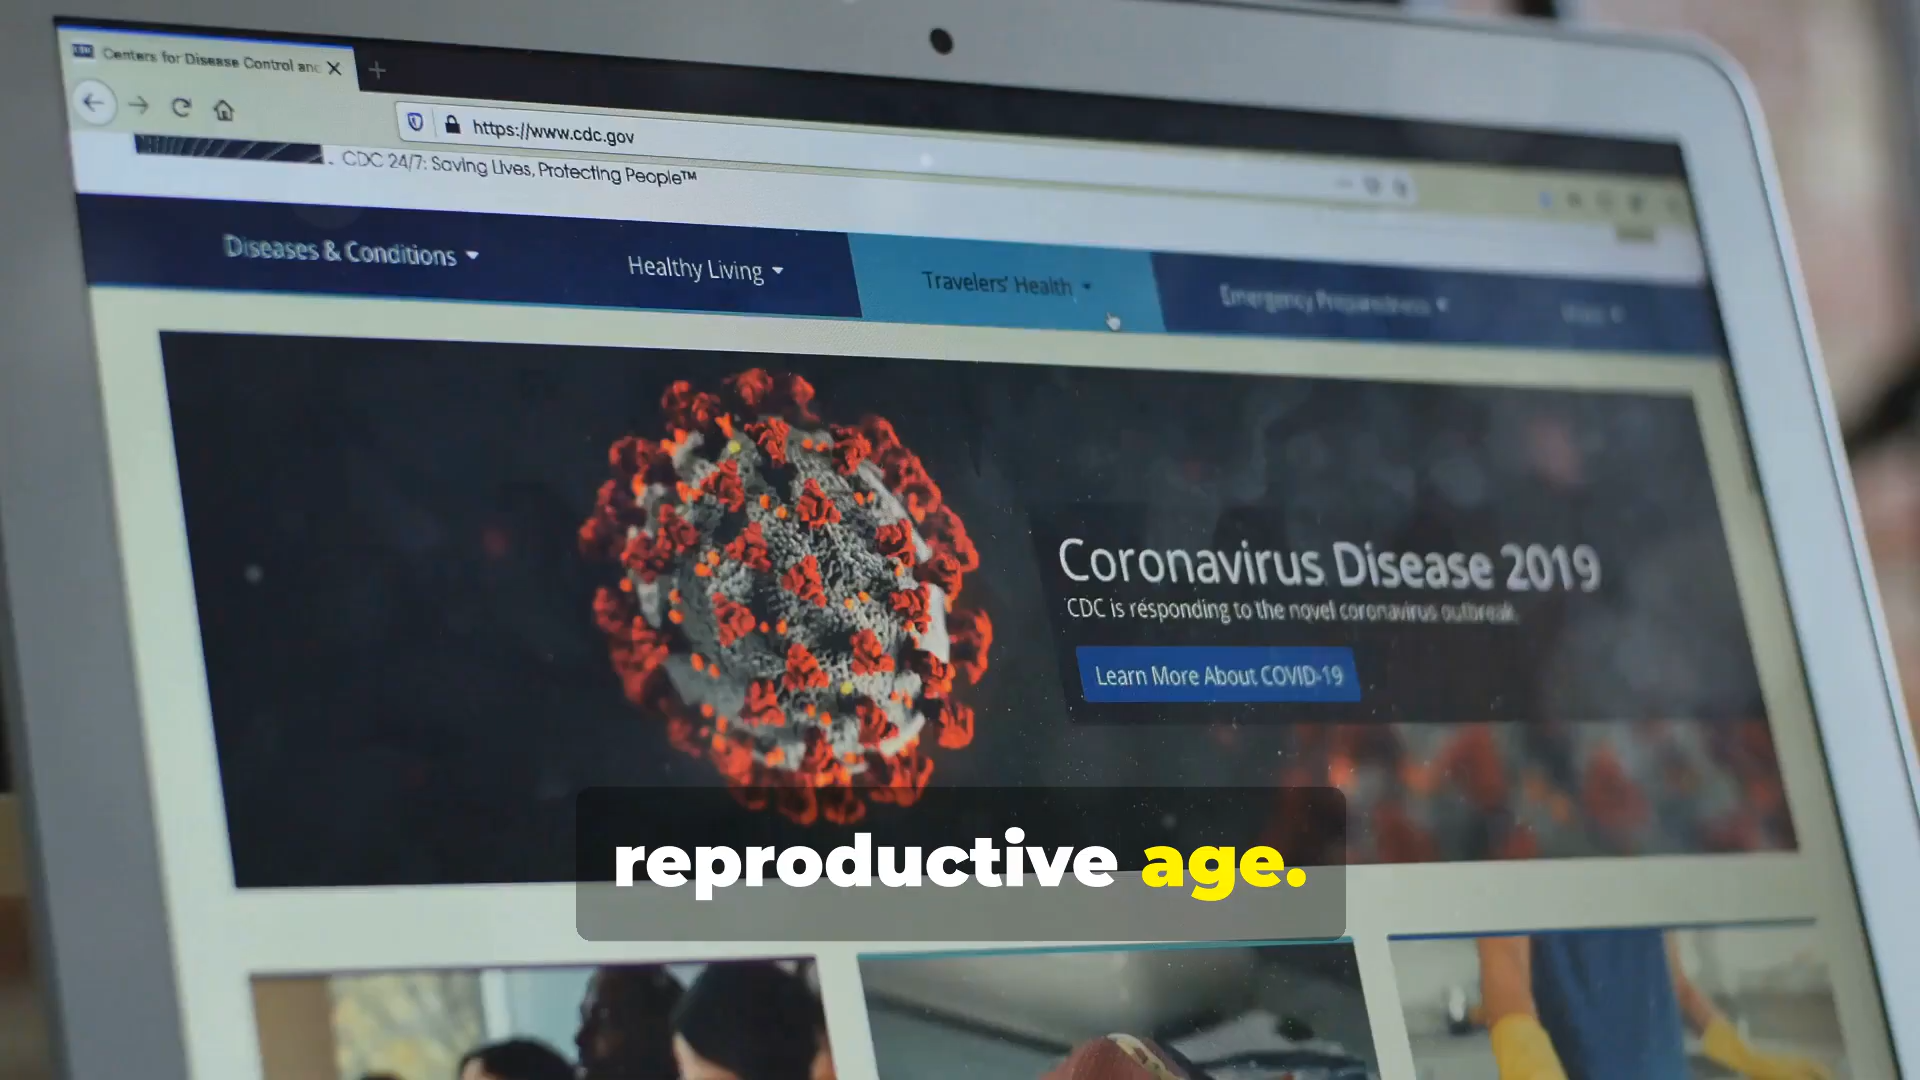 Centers for Disease Control and
https://www.cdc.gov
CDC 24/7: Saving Lives, Protecting People™
Diseases & Conditions
Healthy Living
Travelers' Health
Emergency Preparedness
Coronavirus Disease 2019
CDC is responding to the novel coronavirus outbreak.
Learn More About COVID-19
reproductive age.